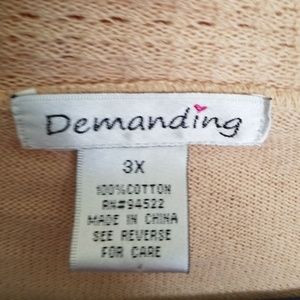 Demanding
3X
100%COTTON
RN#94522
MADE IN CHINA
SEE REVERSE
FOR CARE